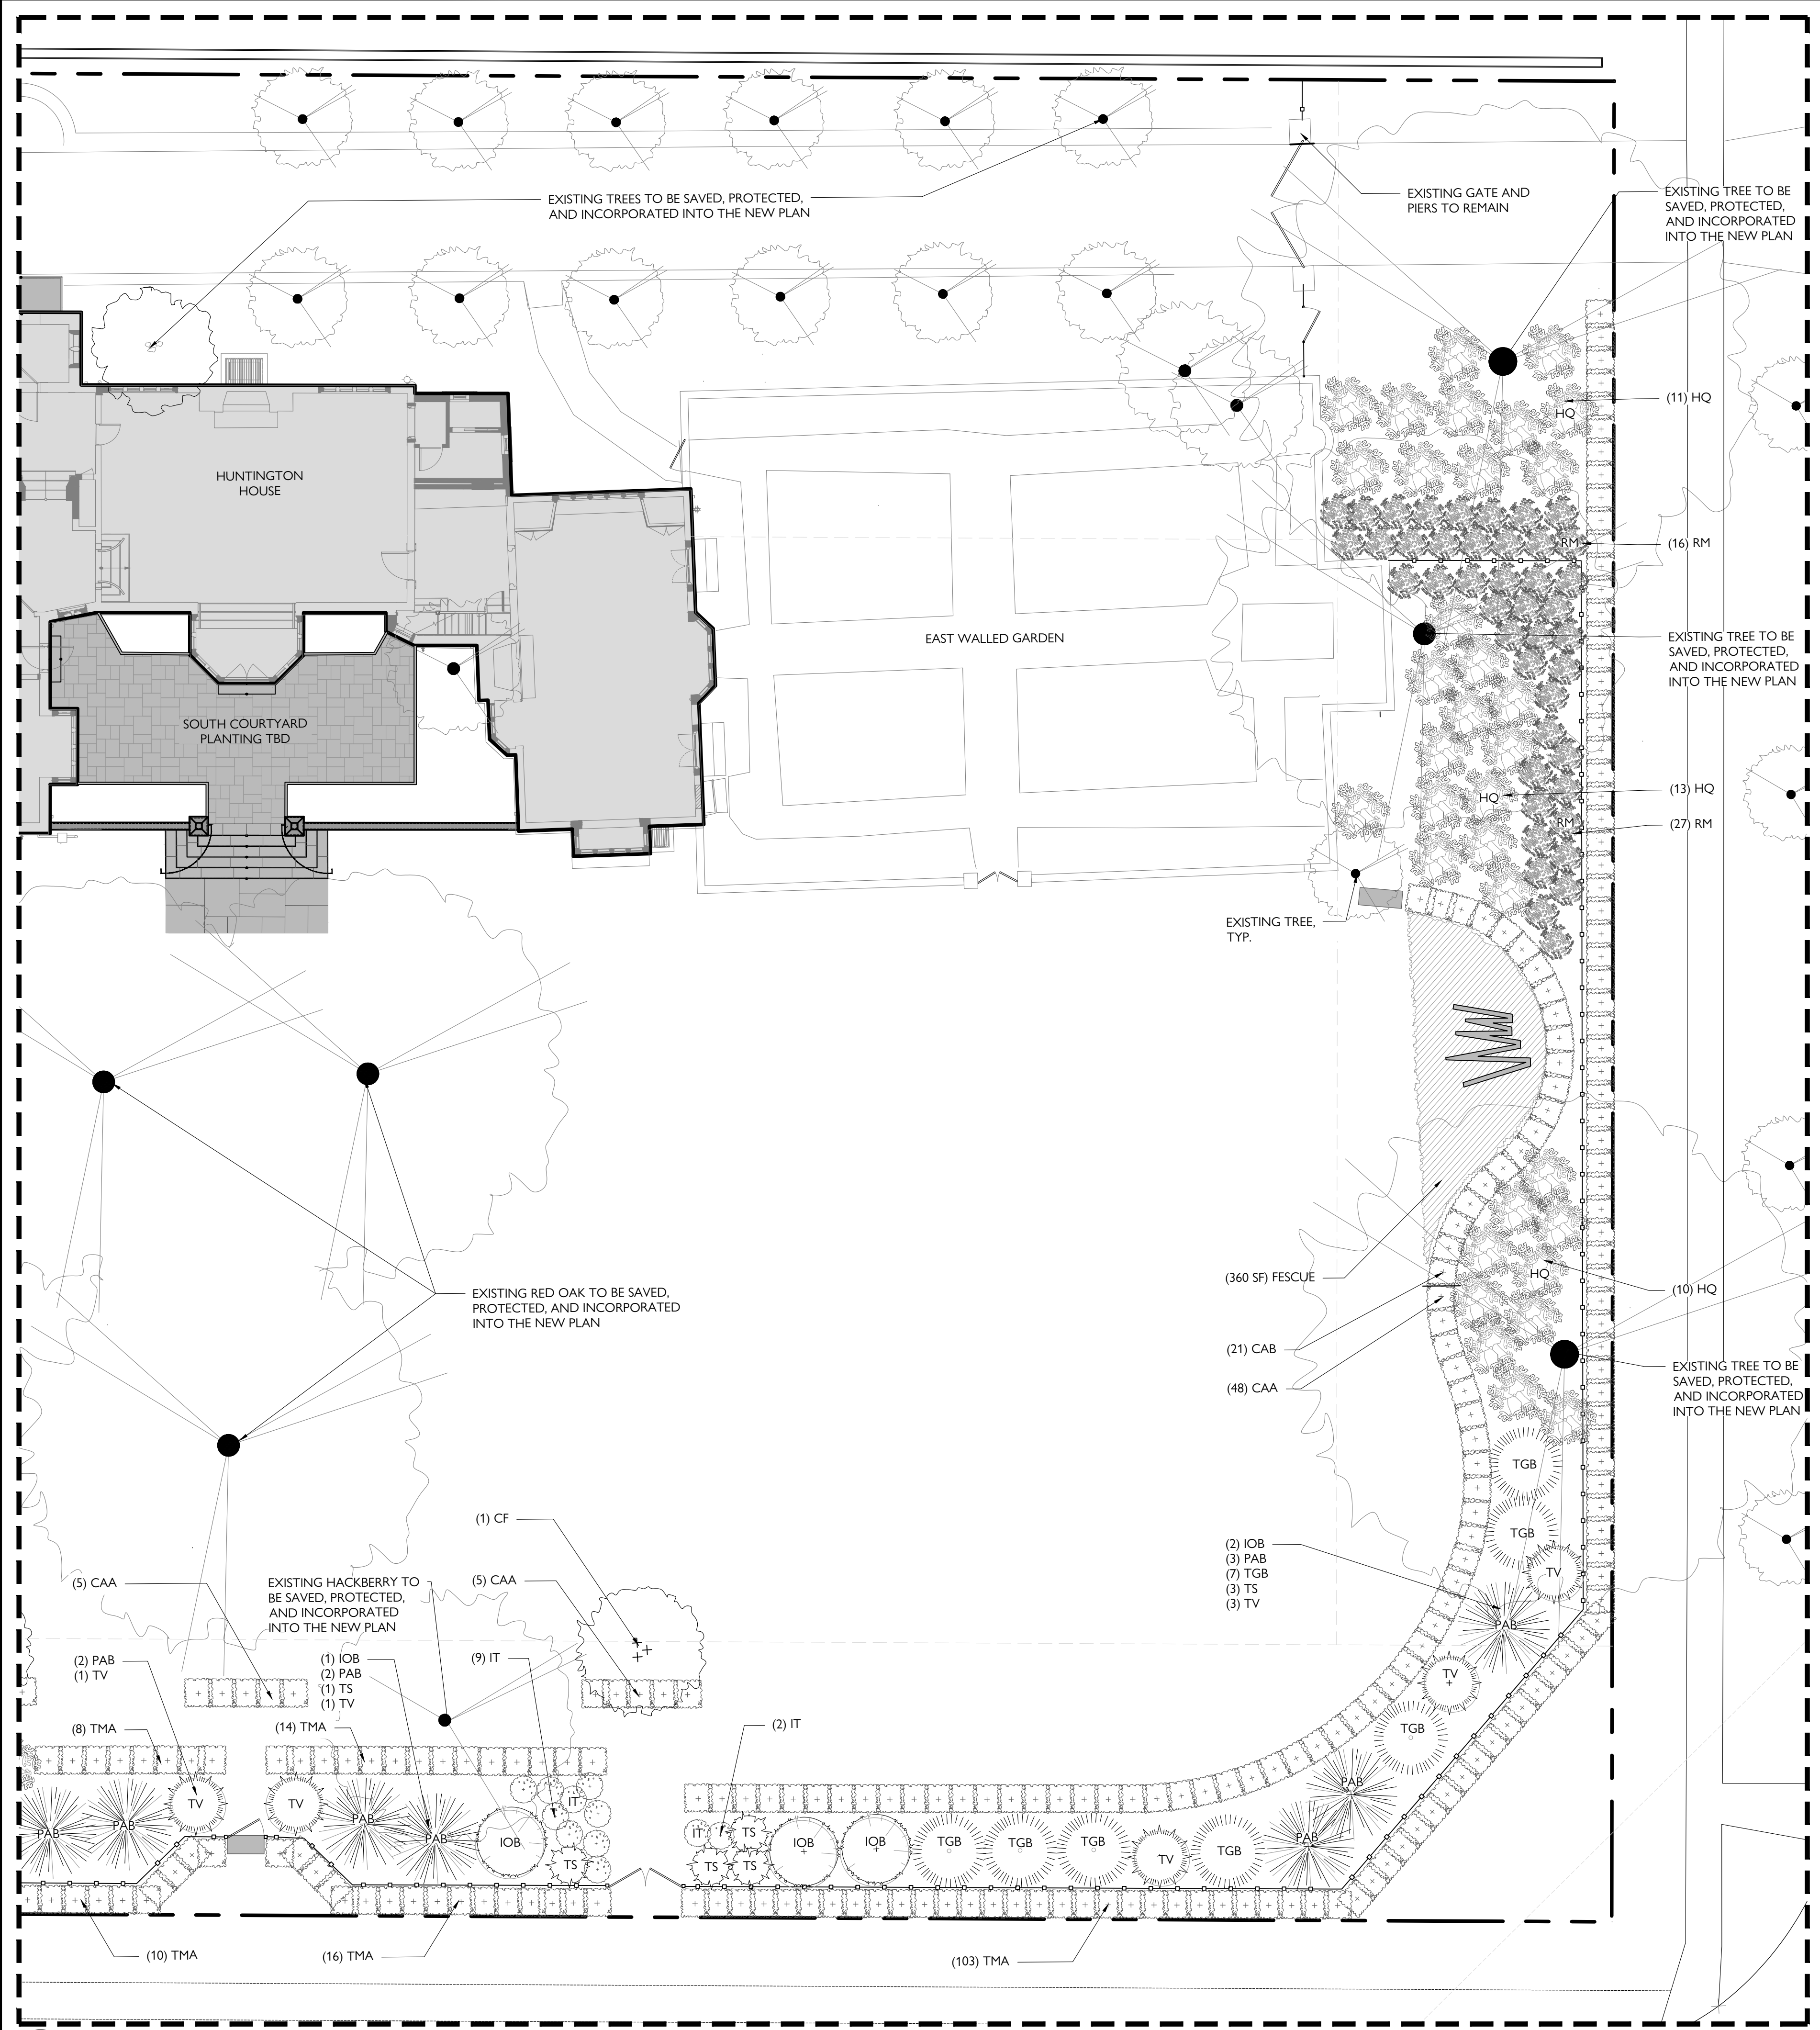 EXISTING TREES TO BE SAVED, PROTECTED,
AND INCORPORATED INTO THE NEW PLAN
EXISTING GATE AND
PIERS TO REMAIN
EXISTING TREE TO BE
SAVED, PROTECTED,
AND INCORPORATED
INTO THE NEW PLAN
(11) HQ
HQ
HUNTINGTON
HOUSE
RM
(16) RM
EAST WALLED GARDEN
EXISTING TREE TO BE
SAVED, PROTECTED,
AND INCORPORATED
INTO THE NEW PLAN
SOUTH COURTYARD
PLANTING TBD
HQ
(13) HQ
RM
(27) RM
EXISTING TREE,
TYP.
HQ
(10) HQ
(360 SF) FESCUE
EXISTING RED OAK TO BE SAVED,
PROTECTED, AND INCORPORATED
INTO THE NEW PLAN
(21) CAB
(48) CAA
EXISTING TREE TO BE
SAVED, PROTECTED,
AND INCORPORATED
INTO THE NEW PLAN
TGB
(1) CF
TGB
(2) IOB
(3) PAB
(7) TGB
(3) TS
(3) TV
TV
PAB
(5) CAA
EXISTING HACKBERRY TO
BE SAVED, PROTECTED,
AND INCORPORATED
INTO THE NEW PLAN
(5) CAA
(2) PAB
(1) TV
(1) IOB
(2) PAB
(1) TS
(1) TV
(9) IT
TV
(8) TMA
(14) TMA
(2) IT
TGB
PAB
PAB
PAB
TV
TV
PAB
PAB
IOB
IT
TS
IT
TS
TS
TS
IOB
IOB
TGB
TGB
TGB
TV
TGB
PAB
(10) TMA
(16) TMA
(103) TMA